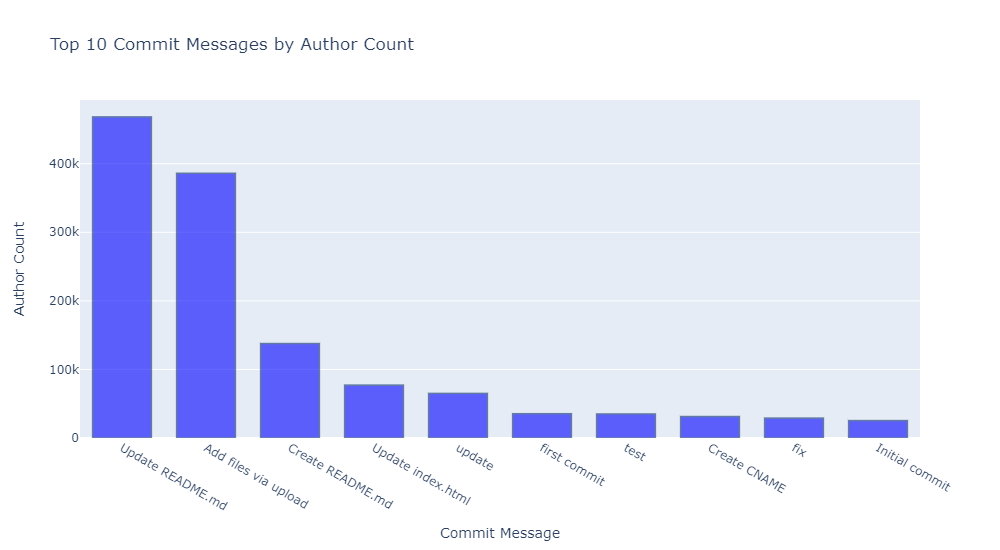 Top 10 Commit Messages by Author Count
Author Count
400k
300k
200k
100k
0
Update README.md
Add files via upload
Create README.md
Update index.html
update
first commit
test
Create CNAME
fix
Initial commit
Commit Message